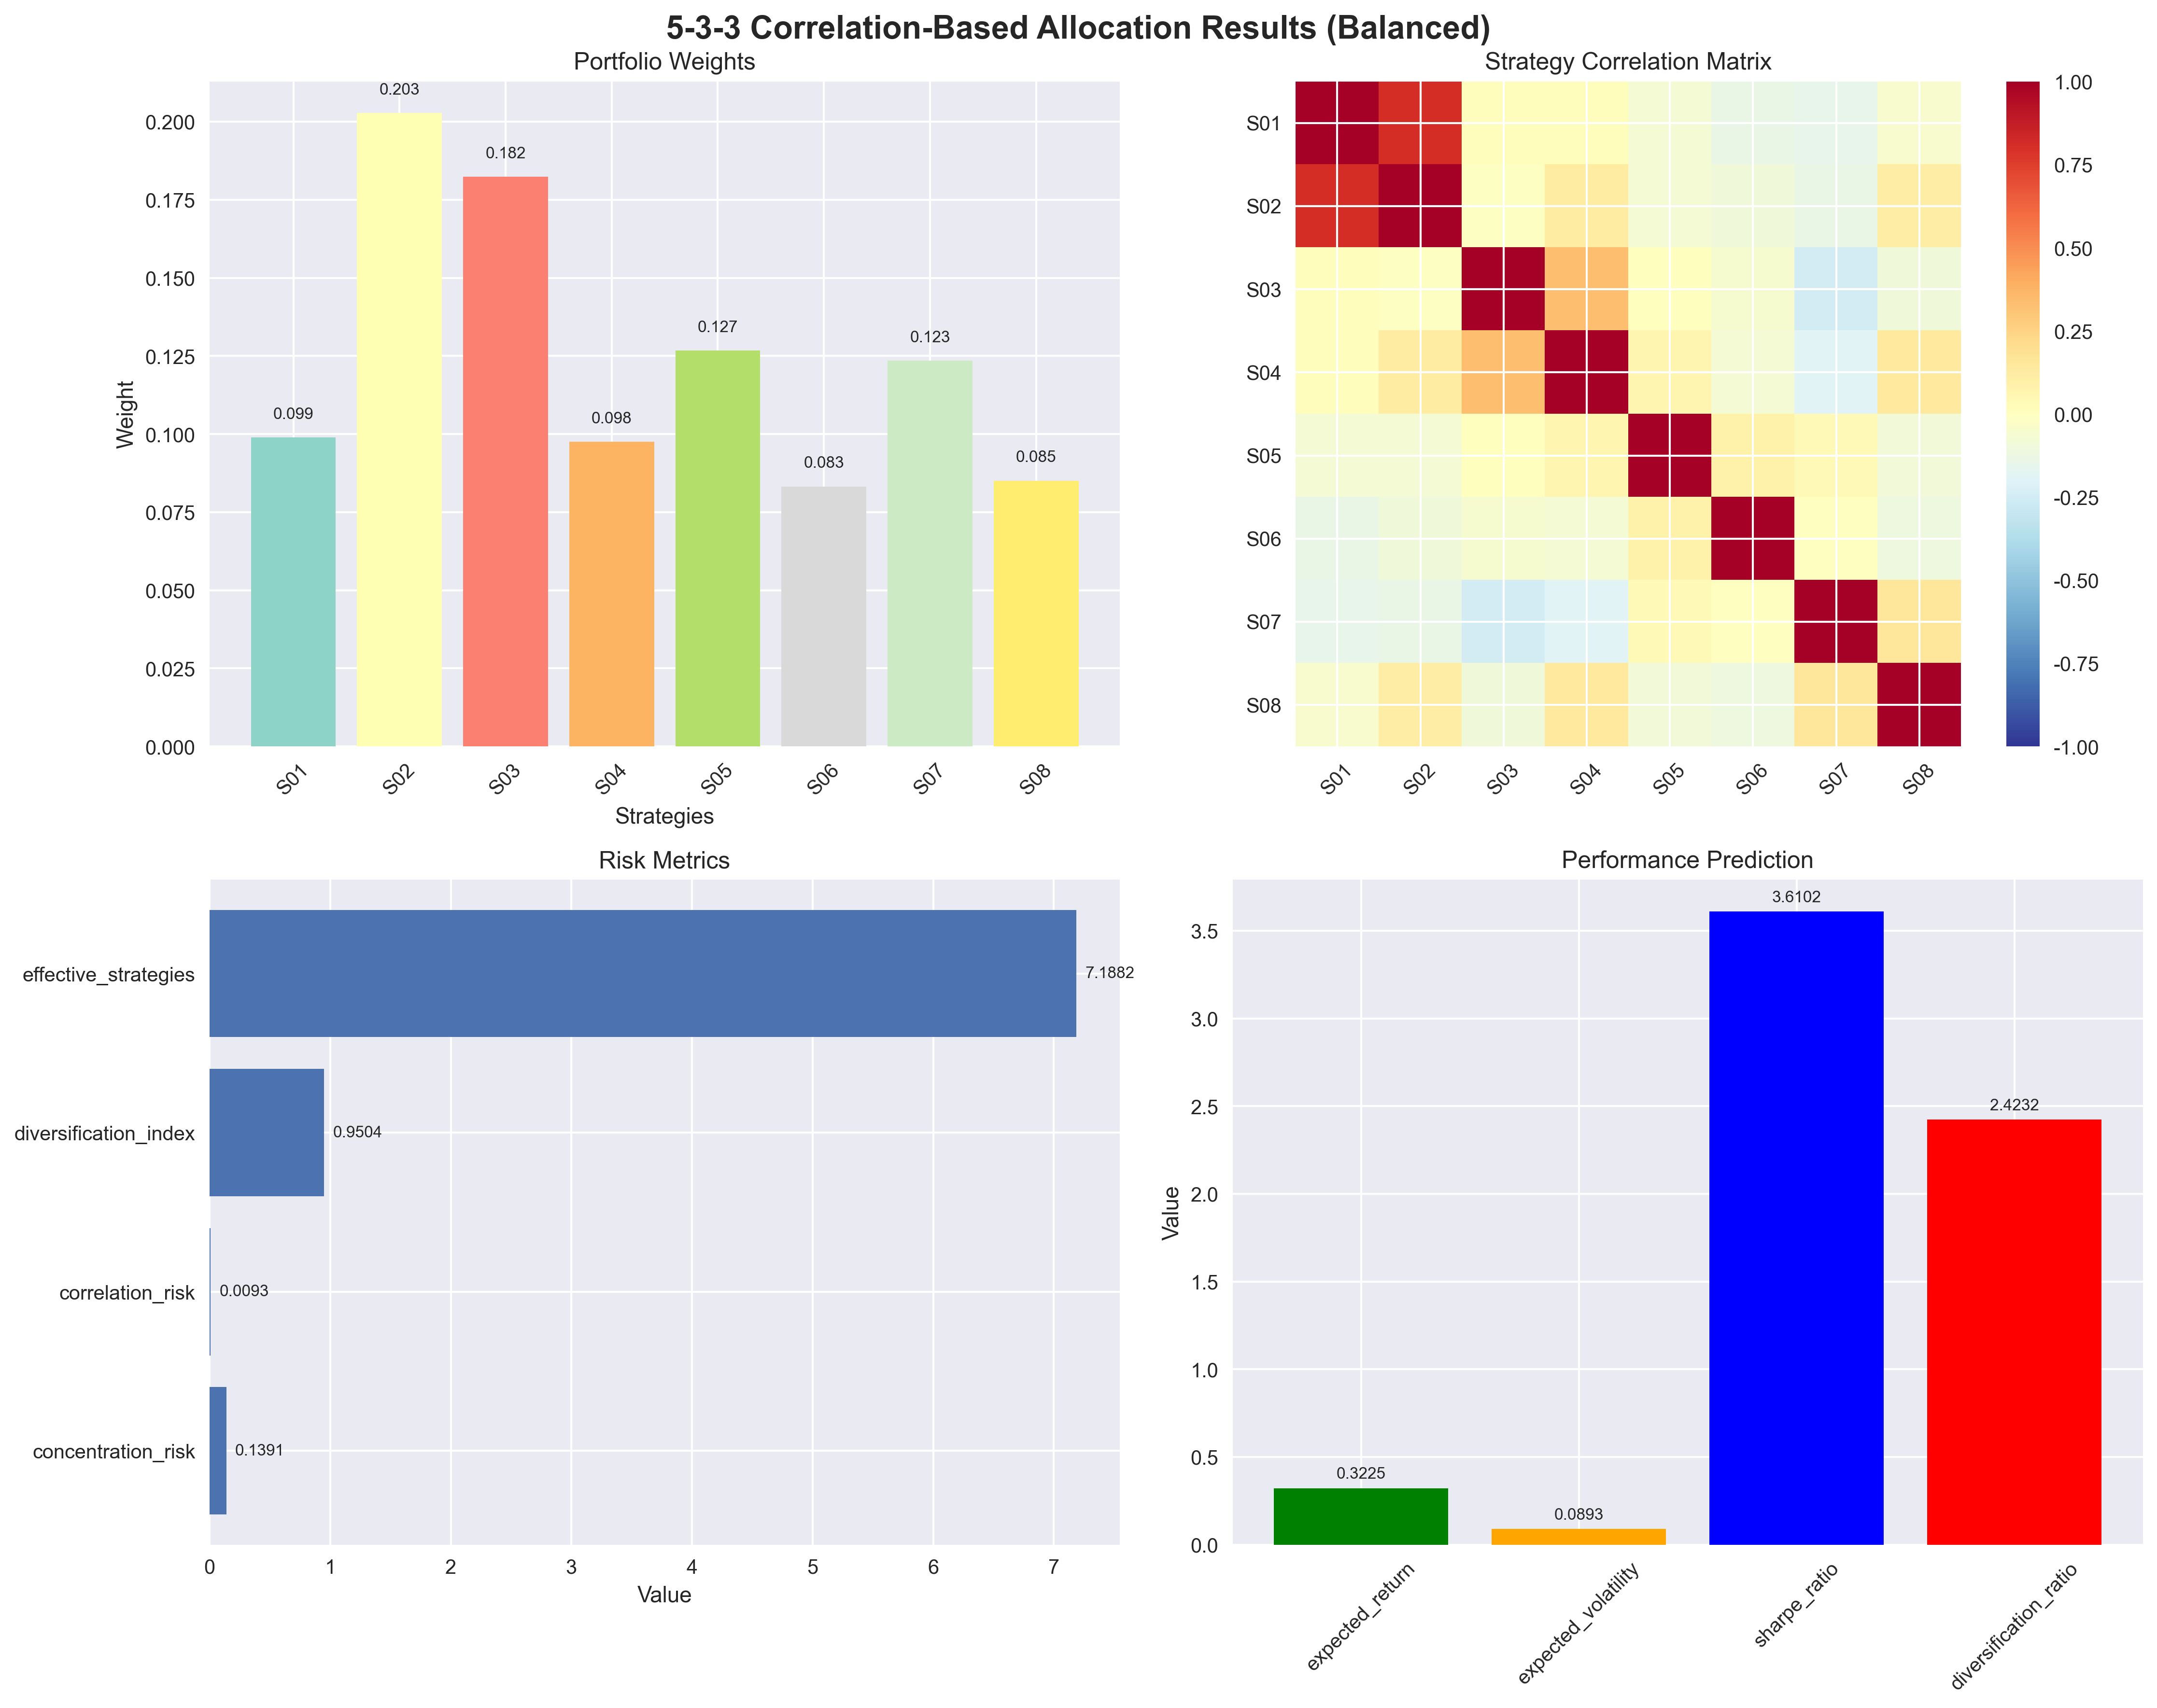 5-3-3 Correlation-Based Allocation Results (Balanced)
Portfolio Weights
0.200
0.175
0.150
0.125
0.100
0.075
0.050
0.025
0.000
Weight
0.099
0.203
0.182
0.098
0.127
0.083
0.123
0.085
S01
S02
S03
S04
S05
S06
S07
S08
Strategies
Strategy Correlation Matrix
S01
S02
S03
S04
S05
S06
S07
S08
S01
S02
S03
S04
S05
S06
S07
S08
1.00
0.75
0.50
0.25
0.00
-0.25
-0.50
-0.75
-1.00
Risk Metrics
effective_strategies
7.1882
diversification_index
0.9504
correlation_risk
0.0093
concentration_risk
0.1391
0
1
2
3
4
5
6
7
Value
Performance Prediction
3.5
3.0
2.5
2.0
1.5
1.0
0.5
0.0
Value
0.3225
0.0893
3.6102
2.4232
expected_return
expected_volatility
sharpe_ratio
diversification_ratio